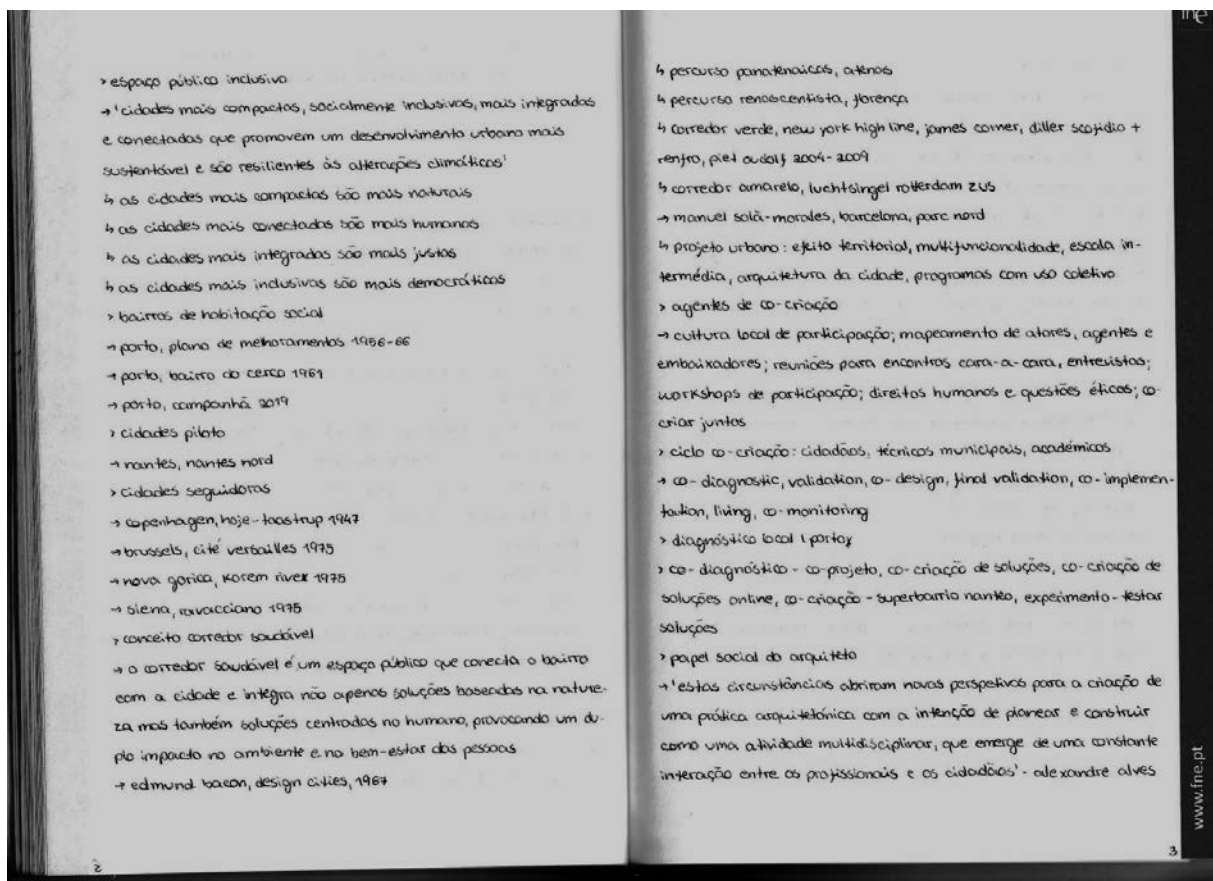 > espaço público inclusivo
→ 'cidades mais compactas, socialmente inclusivas, mais integradas
e conectadas que promovem um desenvolvimento urbano mais
sustentável e são resilientes às alterações climáticas'
↳ as cidades mais compactas são mais naturais
↳ as cidades mais conectadas são mais humanas
↳ as cidades mais integradas são mais justas
↳ as cidades mais inclusivas são mais democráticas
> bairros de habitação social
→ porto, plano de melhoramentos 1956-66
→ porto, bairro do cerco 1961
→ porto, campanhã 2019
> cidades piloto
→ nantes, nantes nord
> cidades seguidoras
→ copenhagen, hoje-taastrup 1947
→ brussels, cité versailles 1975
→ nova gorica, korem river 1975
→ siena, ravacciano 1975
> conceito corredor saudável
→ o corredor saudável é um espaço público que conecta o bairro
com a cidade e integra não apenas soluções baseadas na nature-
za mas também soluções centradas no humano, provocando um du-
plo impacto no ambiente e no bem-estar das pessoas
→ edmund bacon, design cities, 1967
2
↳ percurso panatenaicos, atenas
↳ percurso renascentista, florença
↳ corredor verde, new york high line, james corner, diller scofidio +
renfro, piet oudolf 2004-2009
↳ corredor amarelo, luchtsingel rotterdam zus
→ manuel solà-morales, barcelona, parc nord
↳ projeto urbano: efeito territorial, multifuncionalidade, escala in-
termédia, arquitetura da cidade, programas com uso coletivo
> agentes de co-criação
→ cultura local de participação; mapeamento de atores, agentes e
embaixadores; reuniões para encontros cara-a-cara, entrevistas;
workshops de participação; direitos humanos e questões éticas; co-
criar juntos
> ciclo co-criação: cidadãos, técnicos municipais, académicos
→ co-diagnostic, validation, co-design, final validation, co-implemen-
tation, living, co-monitoring
> diagnóstico local
> co-diagnóstico - co-projeto, co-criação de soluções, co-criação de
soluções online, co-criação - superbarrio nantes, experimento-testar
soluções
> papel social do arquiteto
→ 'estas circunstâncias abriram novas perspetivas para a criação de
uma prática arquitetónica com a intenção de planear e construir
como uma atividade multidisciplinar, que emerge de uma constante
interação entre os profissionais e os cidadãos' - alexandre alves
3
fne
www.fne.pt